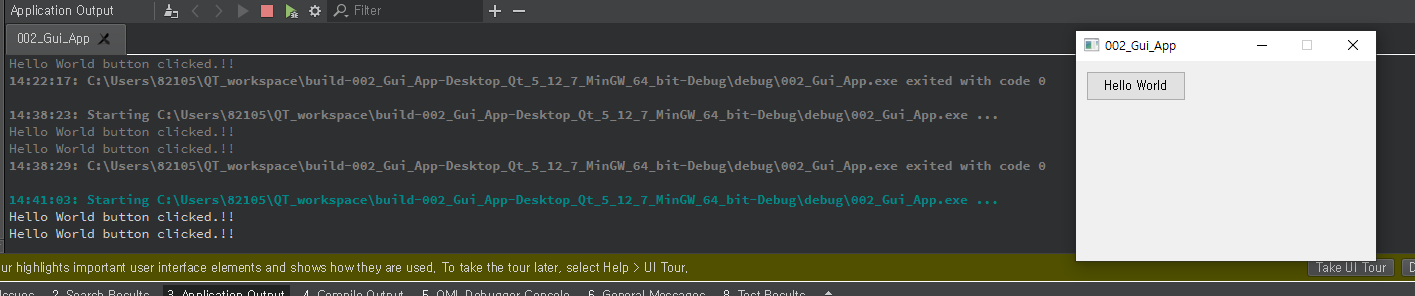 Application Output
Filter
002_Gui_App
Hello World button clicked.!!
14:22:17: C:\Users\82105\QT_workspace\build-002_Gui_App-Desktop_Qt_5_12_7_MinGW_64_bit-Debug\debug\002_Gui_App.exe exited with code 0
14:38:23: Starting C:\Users\82105\QT_workspace\build-002_Gui_App-Desktop_Qt_5_12_7_MinGW_64_bit-Debug\debug\002_Gui_App.exe ...
Hello World button clicked.!!
Hello World button clicked.!!
14:38:29: C:\Users\82105\QT_workspace\build-002_Gui_App-Desktop_Qt_5_12_7_MinGW_64_bit-Debug\debug\002_Gui_App.exe exited with code 0
14:41:03: Starting C:\Users\82105\QT_workspace\build-002_Gui_App-Desktop_Qt_5_12_7_MinGW_64_bit-Debug\debug\002_Gui_App.exe ...
Hello World button clicked.!!
Hello World button clicked.!!
002_Gui_App
Hello World
ur highlights important user interface elements and shows how they are used. To take the tour later, select Help > UI Tour.
Take UI Tour
ssues 2 Search Results 3 Application Output 4 Compile Output 5 QML Debugger Console 6 General Messages 8 Test Results